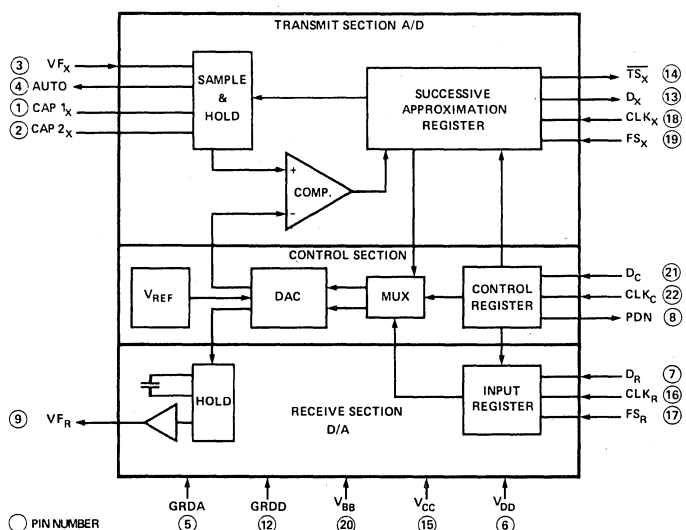 TRANSMIT SECTION A/D
3 VFX
4 AUTO
1 CAP 1X
2 CAP 2X
SAMPLE
&
HOLD
SUCCESSIVE
APPROXIMATION
REGISTER
TSX 14
DX 13
CLKX 18
FSX 19
+
COMP.
−
CONTROL SECTION
VREF
DAC
MUX
CONTROL
REGISTER
DC 21
CLKC 22
PDN 8
HOLD
RECEIVE SECTION
D/A
INPUT
REGISTER
DR 7
CLKR 16
FSR 17
9 VFR
GRDA
5
GRDD
12
VBB
20
VCC
15
VDD
6
PIN NUMBER